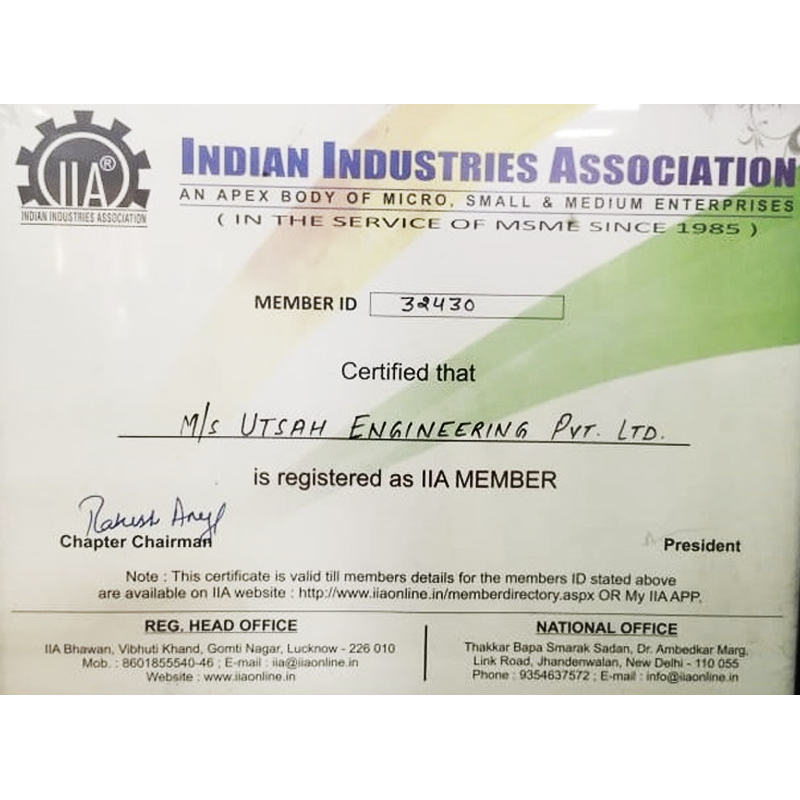 IIA®
INDIAN INDUSTRIES ASSOCIATION
INDIAN INDUSTRIES ASSOCIATION
AN APEX BODY OF MICRO, SMALL & MEDIUM ENTERPRISES
( IN THE SERVICE OF MSME SINCE 1985 )
MEMBER ID 32430
Certified that
M/s UTSAH ENGINEERING PVT. LTD.
is registered as IIA MEMBER
Rakesh
Chapter Chairman
President
Note : This certificate is valid till members details for the members ID stated above
are available on IIA website : http://www.iiaonline.in/memberdirectory.aspx OR My IIA APP.
REG. HEAD OFFICE
IIA Bhawan, Vibhuti Khand, Gomti Nagar, Lucknow - 226 010
Mob. : 8601855540-46 ; E-mail : iia@iiaonline.in
Website : www.iiaonline.in
NATIONAL OFFICE
Thakkar Bapa Smarak Sadan, Dr. Ambedkar Marg,
Link Road, Jhandenwalan, New Delhi - 110 055
Phone : 9354637572 ; E-mail : info@iiaonline.in